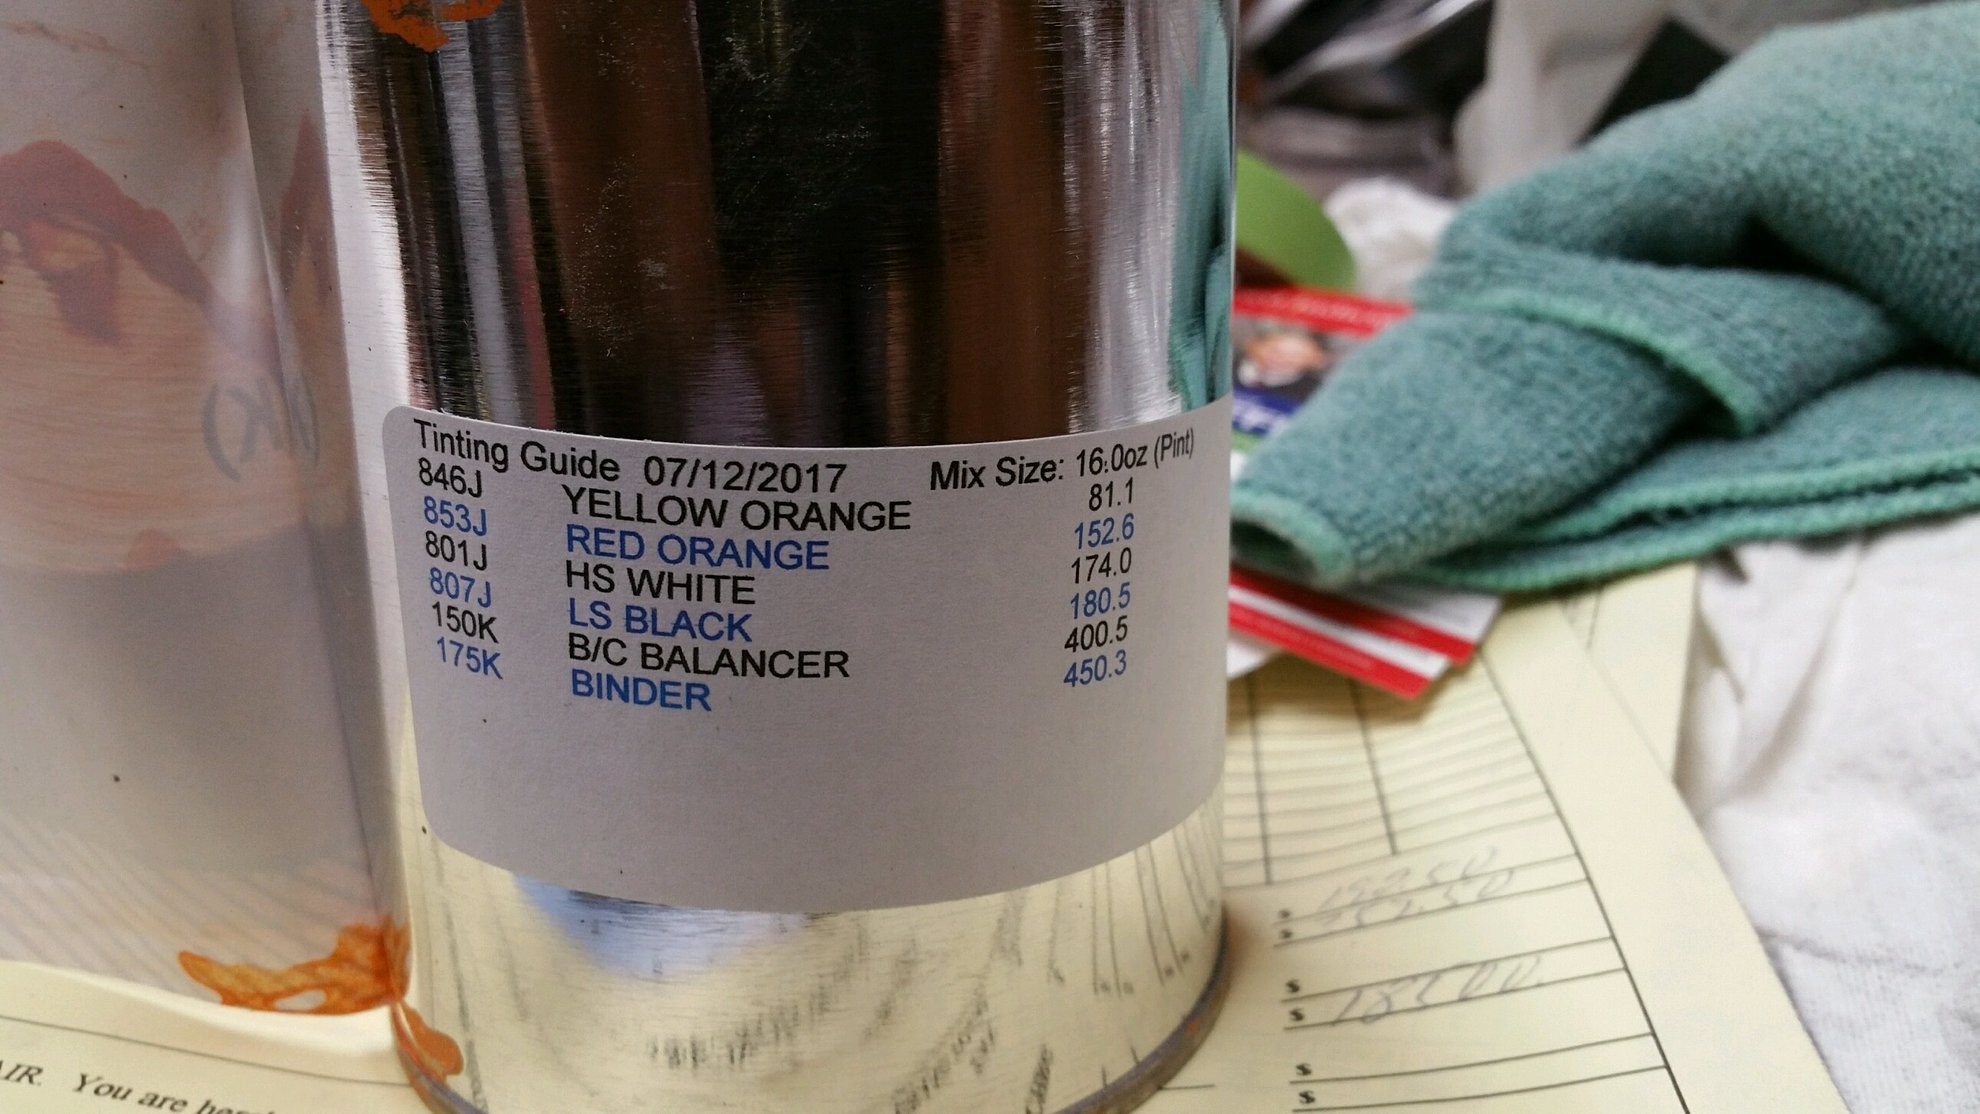 Tinting Guide 07/12/2017 Mix Size: 16.0oz (Pint)
846J YELLOW ORANGE 81.1
853J RED ORANGE 152.6
801J HS WHITE 174.0
807J LS BLACK 180.5
150K B/C BALANCER 400.5
175K BINDER 450.3
$
$
$
$
$
$
AIR. You are